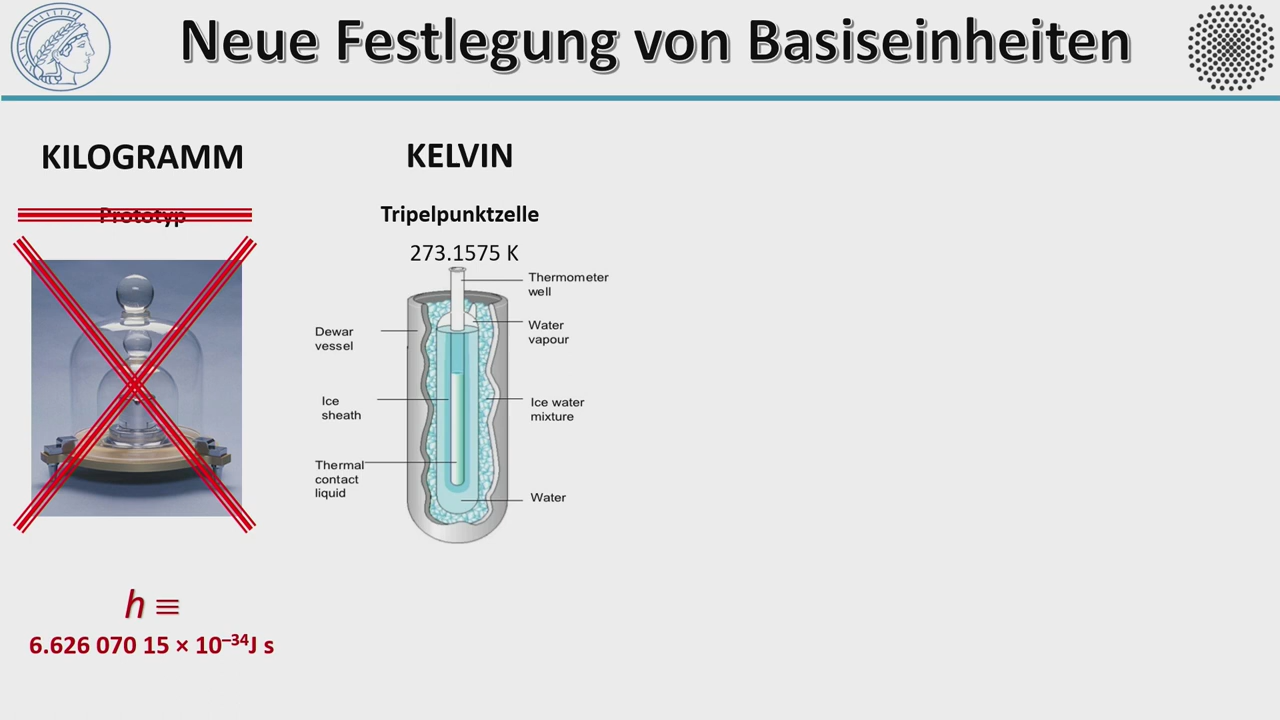 Neue Festlegung von Basiseinheiten
KILOGRAMM
Prototyp
h ≡
6.626 070 15 × 10⁻³⁴J s
KELVIN
Tripelpunktzelle
273.1575 K
Thermometer
well
Dewar
vessel
Water
vapour
Ice
sheath
Ice water
mixture
Thermal
contact
liquid
Water